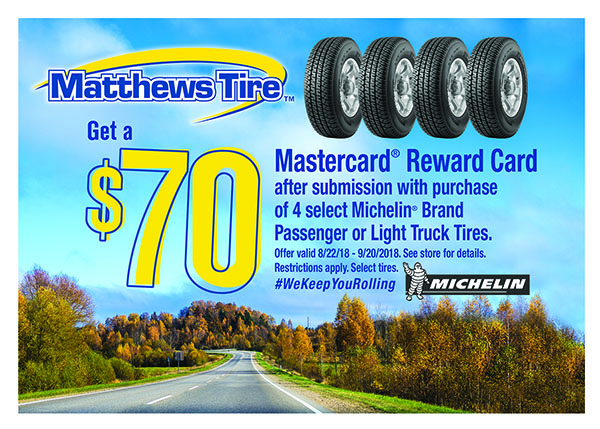 Matthews Tire™
Get a
$70
Mastercard® Reward Card
after submission with purchase
of 4 select Michelin® Brand
Passenger or Light Truck Tires.
Offer valid 8/22/18 - 9/20/2018. See store for details.
Restrictions apply. Select tires.
#WeKeepYouRolling
MICHELIN